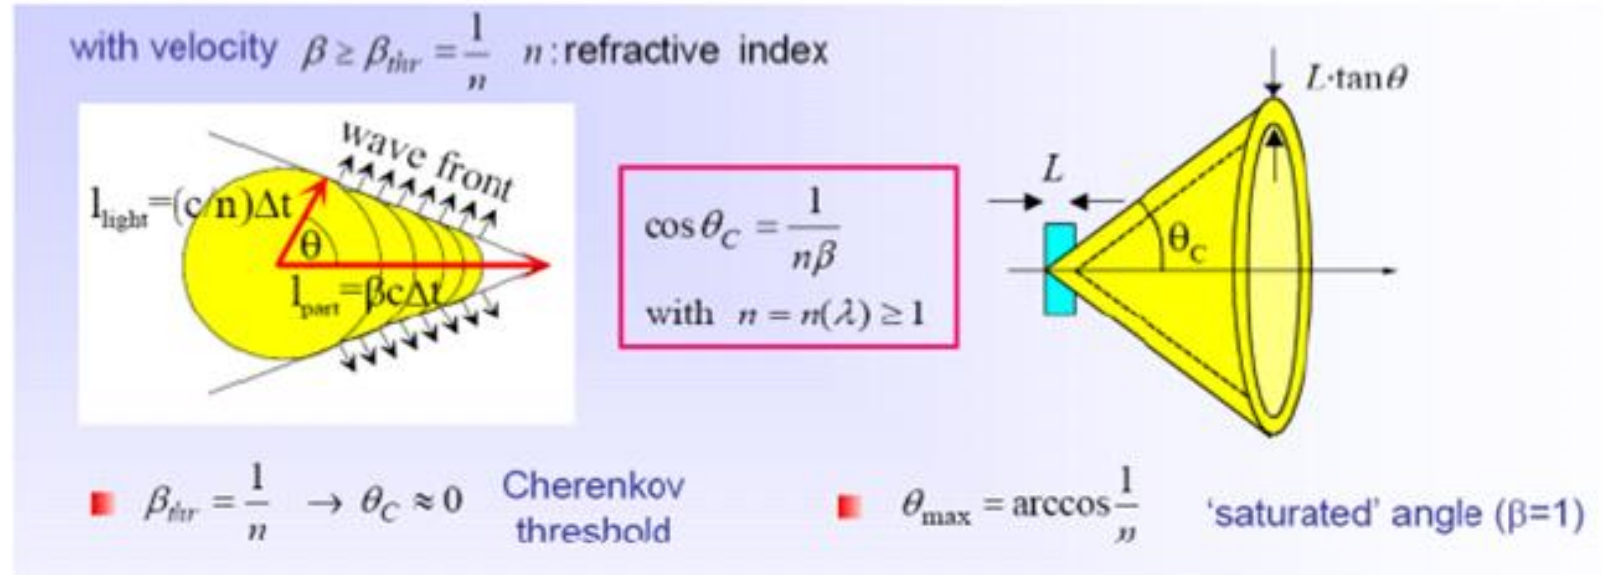 with velocity β ≥ β_thr = 1/n n : refractive index
wave front
l_light=(c/n)Δt
θ
l_part=βcΔt
cos θ_C = 1/(nβ)
with n = n(λ) ≥ 1
L·tanθ
L
θ_C
β_thr = 1/n → θ_C ≈ 0 Cherenkov
threshold
θ_max = arccos 1/n 'saturated' angle (β=1)